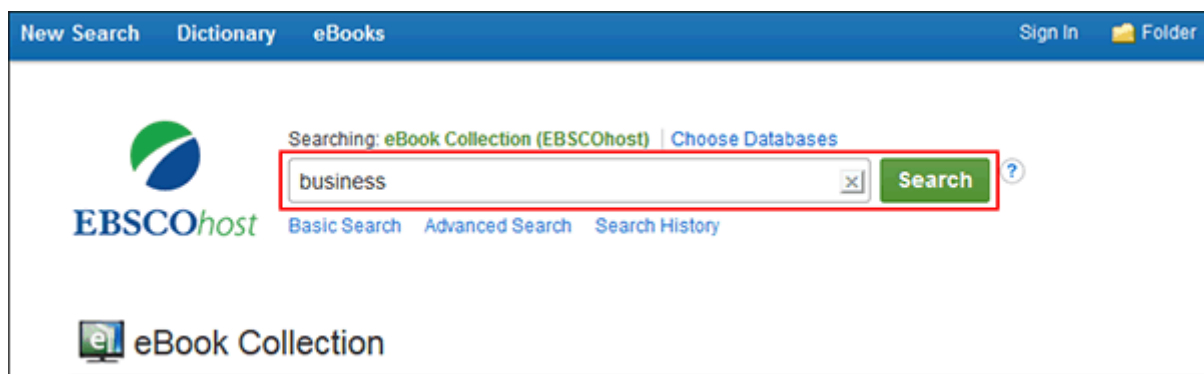 New Search Dictionary eBooks Sign In Folder
Searching: eBook Collection (EBSCOhost) Choose Databases
business Search ?
EBSCOhost
Basic Search Advanced Search Search History
eBook Collection